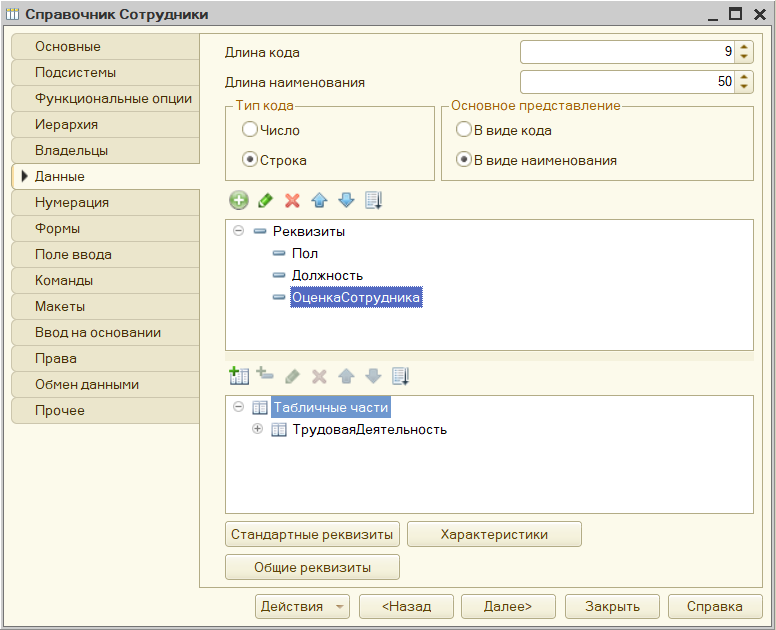 Справочник Сотрудники
Основные
Подсистемы
Функциональные опции
Иерархия
Владельцы
Данные
Нумерация
Формы
Поле ввода
Команды
Макеты
Ввод на основании
Права
Обмен данными
Прочее
Длина кода 9
Длина наименования 50
Тип кода
Число
Строка
Основное представление
В виде кода
В виде наименования
Реквизиты
Пол
Должность
ОценкаСотрудника
Табличные части
ТрудоваяДеятельность
Стандартные реквизиты Характеристики
Общие реквизиты
Действия <Назад Далее> Закрыть Справка